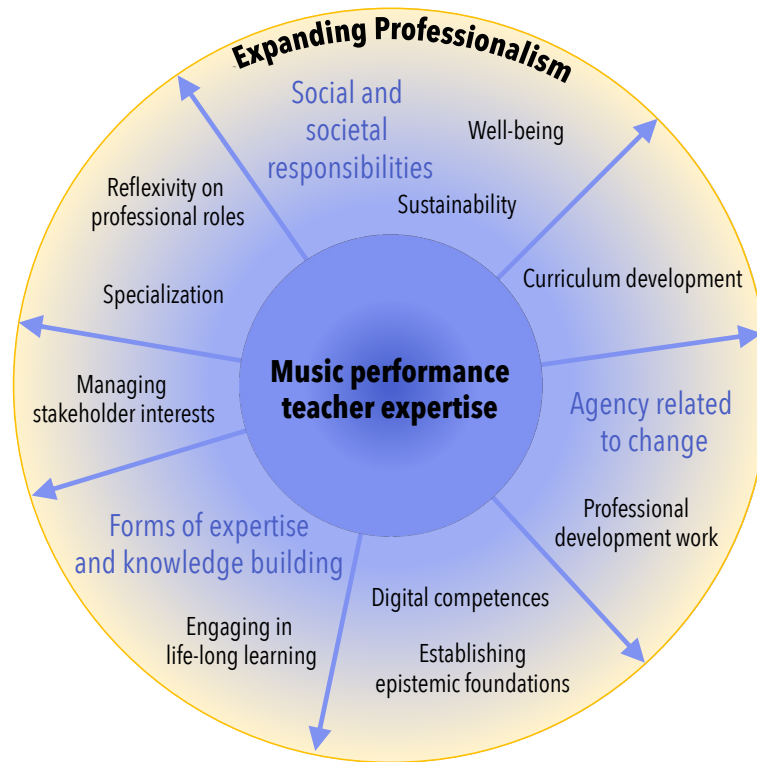 Expanding Professionalism
Social and
societal
responsibilities
Well-being
Sustainability
Reflexivity on
professional roles
Specialization
Curriculum development
Managing
stakeholder interests
Music performance
teacher expertise
Agency related
to change
Forms of expertise
and knowledge building
Professional
development work
Digital competences
Engaging in
life-long learning
Establishing
epistemic foundations